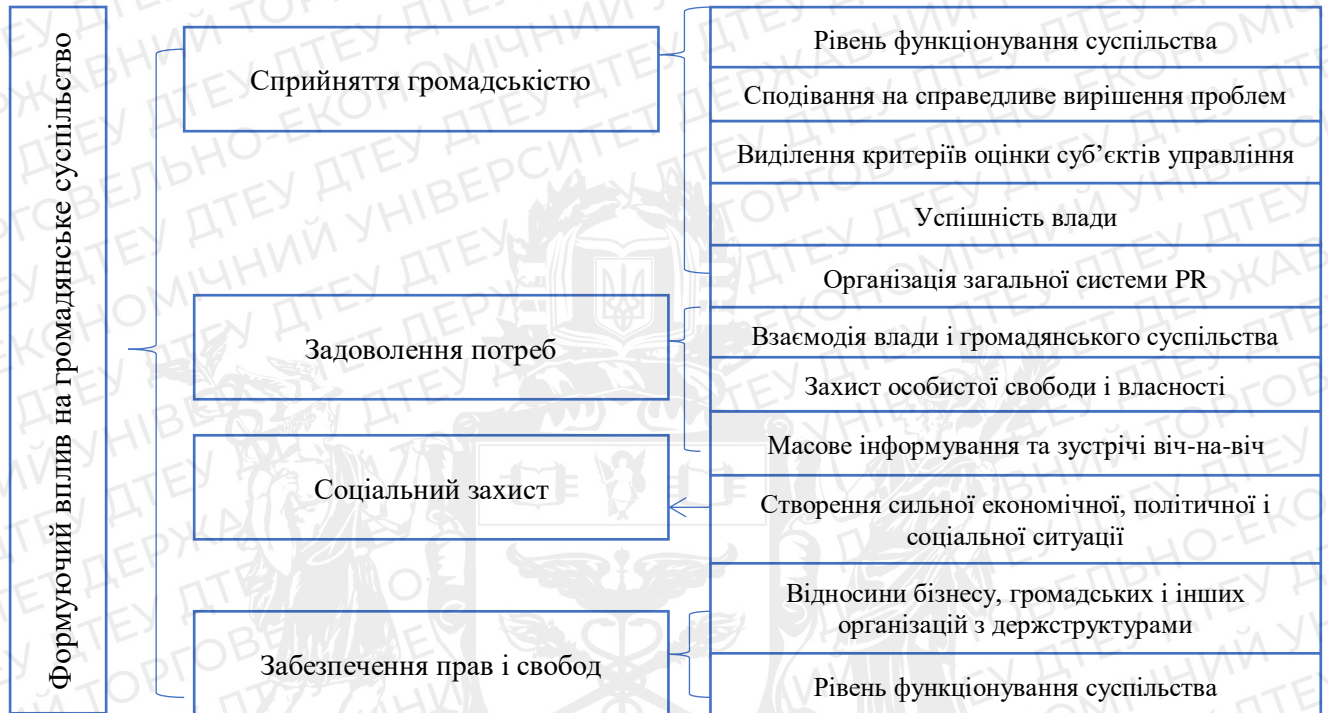 Формуючий вплив на громадянське суспільство
Сприйняття громадськістю
Рівень функціонування суспільства
Сподівання на справедливе вирішення проблем
Виділення критеріїв оцінки суб’єктів управління
Успішність влади
Організація загальної системи PR
Задоволення потреб
Взаємодія влади і громадянського суспільства
Захист особистої свободи і власності
Масове інформування та зустрічі віч-на-віч
Соціальний захист
Створення сильної економічної, політичної і
соціальної ситуації
Забезпечення прав і свобод
Відносини бізнесу, громадських і інших
організацій з держструктурами
Рівень функціонування суспільства